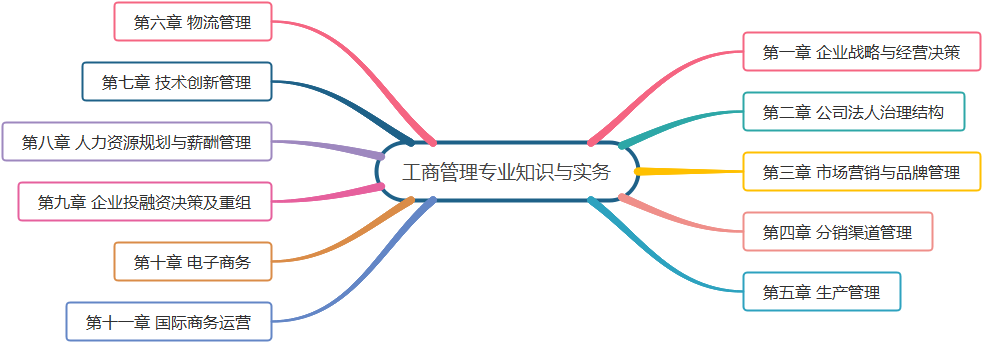 工商管理专业知识与实务
第一章 企业战略与经营决策
第二章 公司法人治理结构
第三章 市场营销与品牌管理
第四章 分销渠道管理
第五章 生产管理
第六章 物流管理
第七章 技术创新管理
第八章 人力资源规划与薪酬管理
第九章 企业投融资决策及重组
第十章 电子商务
第十一章 国际商务运营